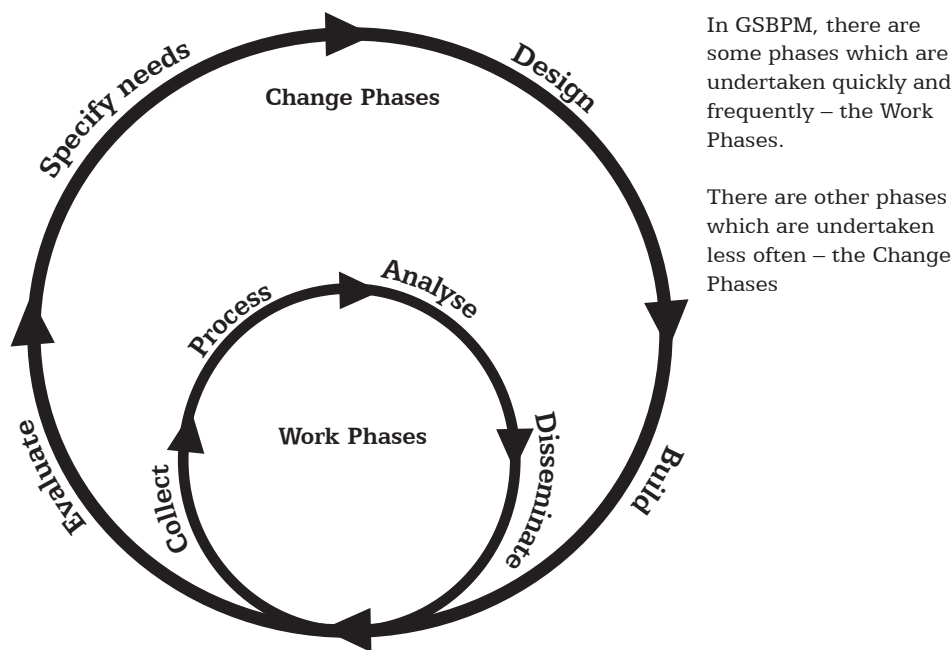 Specify needs
Design
Change Phases
Build
Evaluate
Process
Analyse
Work Phases
Collect
Disseminate
In GSBPM, there are
some phases which are
undertaken quickly and
frequently – the Work
Phases.
There are other phases
which are undertaken
less often – the Change
Phases